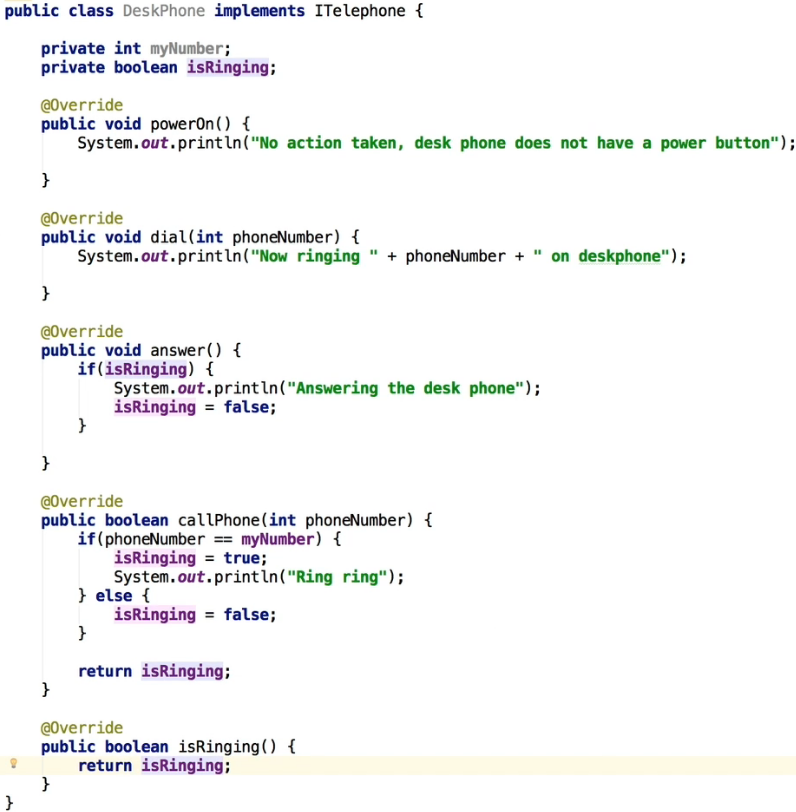 public class DeskPhone implements ITelephone {
private int myNumber;
private boolean isRinging;
@Override
public void powerOn() {
System.out.println("No action taken, desk phone does not have a power button");
}
@Override
public void dial(int phoneNumber) {
System.out.println("Now ringing " + phoneNumber + " on deskphone");
}
@Override
public void answer() {
if(isRinging) {
System.out.println("Answering the desk phone");
isRinging = false;
}
}
@Override
public boolean callPhone(int phoneNumber) {
if(phoneNumber == myNumber) {
isRinging = true;
System.out.println("Ring ring");
} else {
isRinging = false;
}
return isRinging;
}
@Override
public boolean isRinging() {
return isRinging;
}
}